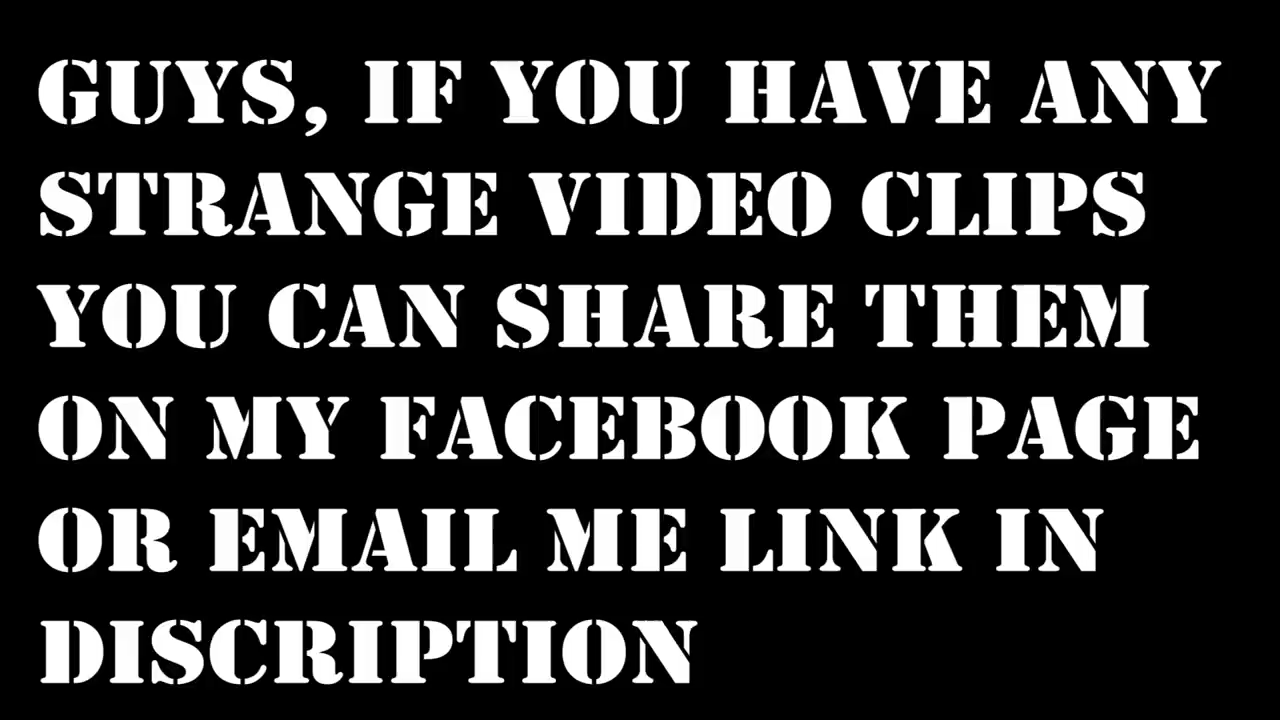 GUYS, IF YOU HAVE ANY
STRANGE VIDEO CLIPS
YOU CAN SHARE THEM
ON MY FACEBOOK PAGE
OR EMAIL ME LINK IN
DISCRIPTION